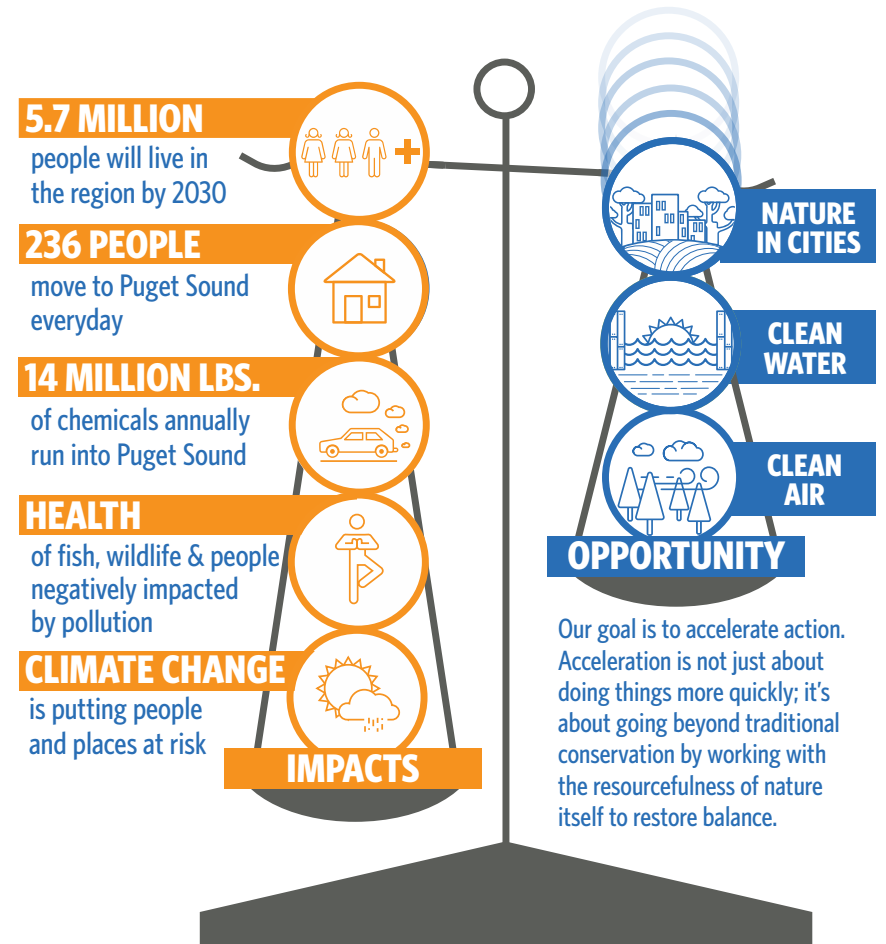 5.7 MILLION
people will live in
the region by 2030
236 PEOPLE
move to Puget Sound
everyday
14 MILLION LBS.
of chemicals annually
run into Puget Sound
HEALTH
of fish, wildlife & people
negatively impacted
by pollution
CLIMATE CHANGE
is putting people
and places at risk
IMPACTS
NATURE
IN CITIES
CLEAN
WATER
CLEAN
AIR
OPPORTUNITY
Our goal is to accelerate action.
Acceleration is not just about
doing things more quickly; it's
about going beyond traditional
conservation by working with
the resourcefulness of nature
itself to restore balance.